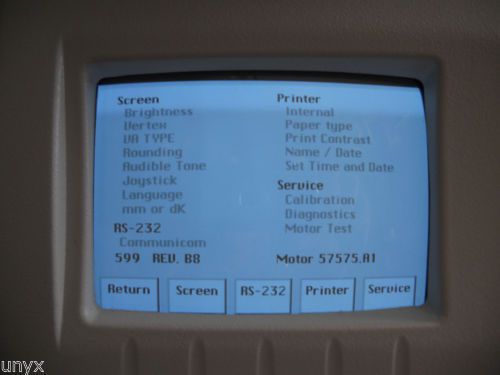 Screen
Brightness
Vertex
VA TYPE
Rounding
Audible Tone
Joystick
Language
mm or dK
RS-232
Communicom
599 REV. B8
Printer
Internal
Paper type
Print Contrast
Name / Date
Set Time and Date
Service
Calibration
Diagnostics
Motor Test
Motor 57575.A1
Return
Screen
RS-232
Printer
Service
unyx